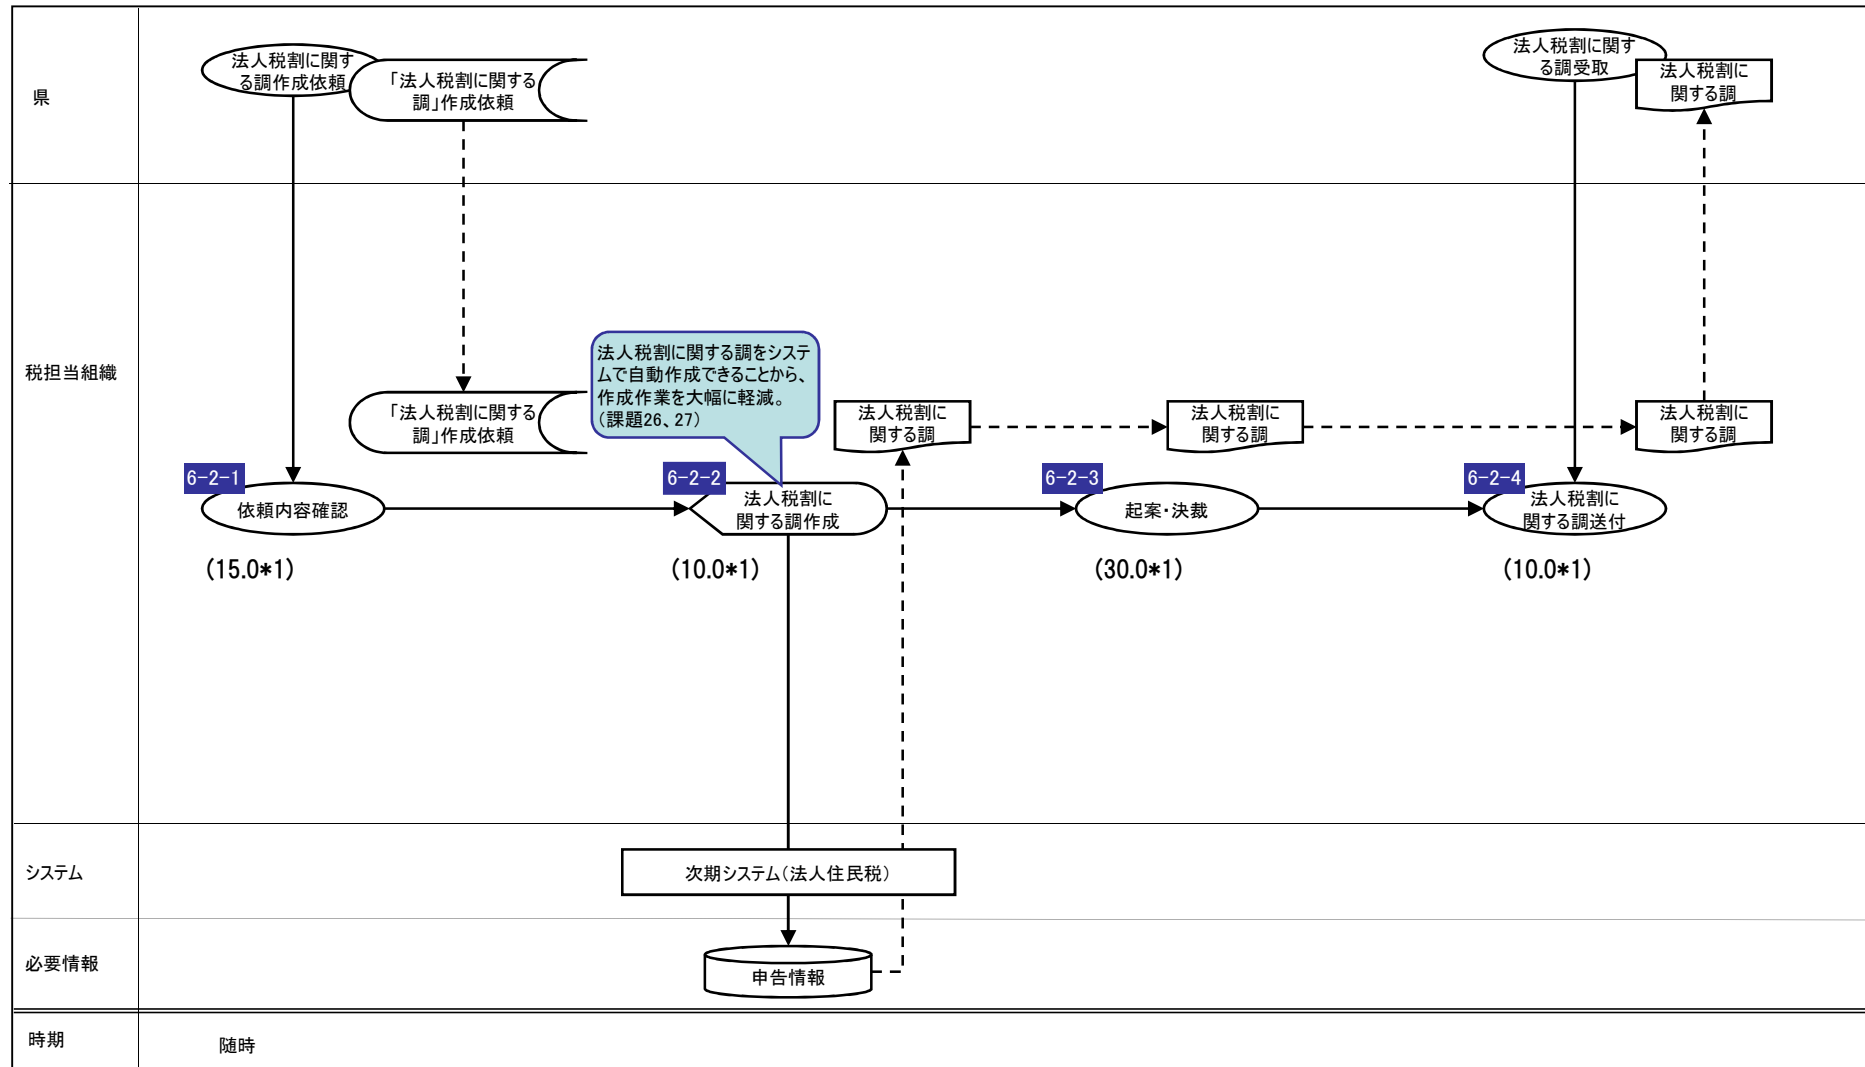 県
法人税割に関す
る調作成依頼
「法人税割に関する
調」作成依頼
法人税割に関す
る調受取
法人税割に
関する調
税担当組織
「法人税割に関する
調」作成依頼
法人税割に関する調をシステ
ムで自動作成できることから、
作成作業を大幅に軽減。
(課題26、27)
法人税割に
関する調
法人税割に
関する調
法人税割に
関する調
6-2-1
依頼内容確認
(15.0*1)
6-2-2
法人税割に
関する調作成
(10.0*1)
6-2-3
起案・決裁
(30.0*1)
6-2-4
法人税割に
関する調送付
(10.0*1)
システム
次期システム(法人住民税)
必要情報
申告情報
時期
随時